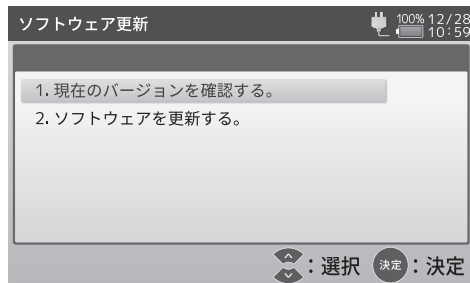 ソフトウェア更新
100% 12/28
10:59
1. 現在のバージョンを確認する。
2. ソフトウェアを更新する。
：選択 決定：決定